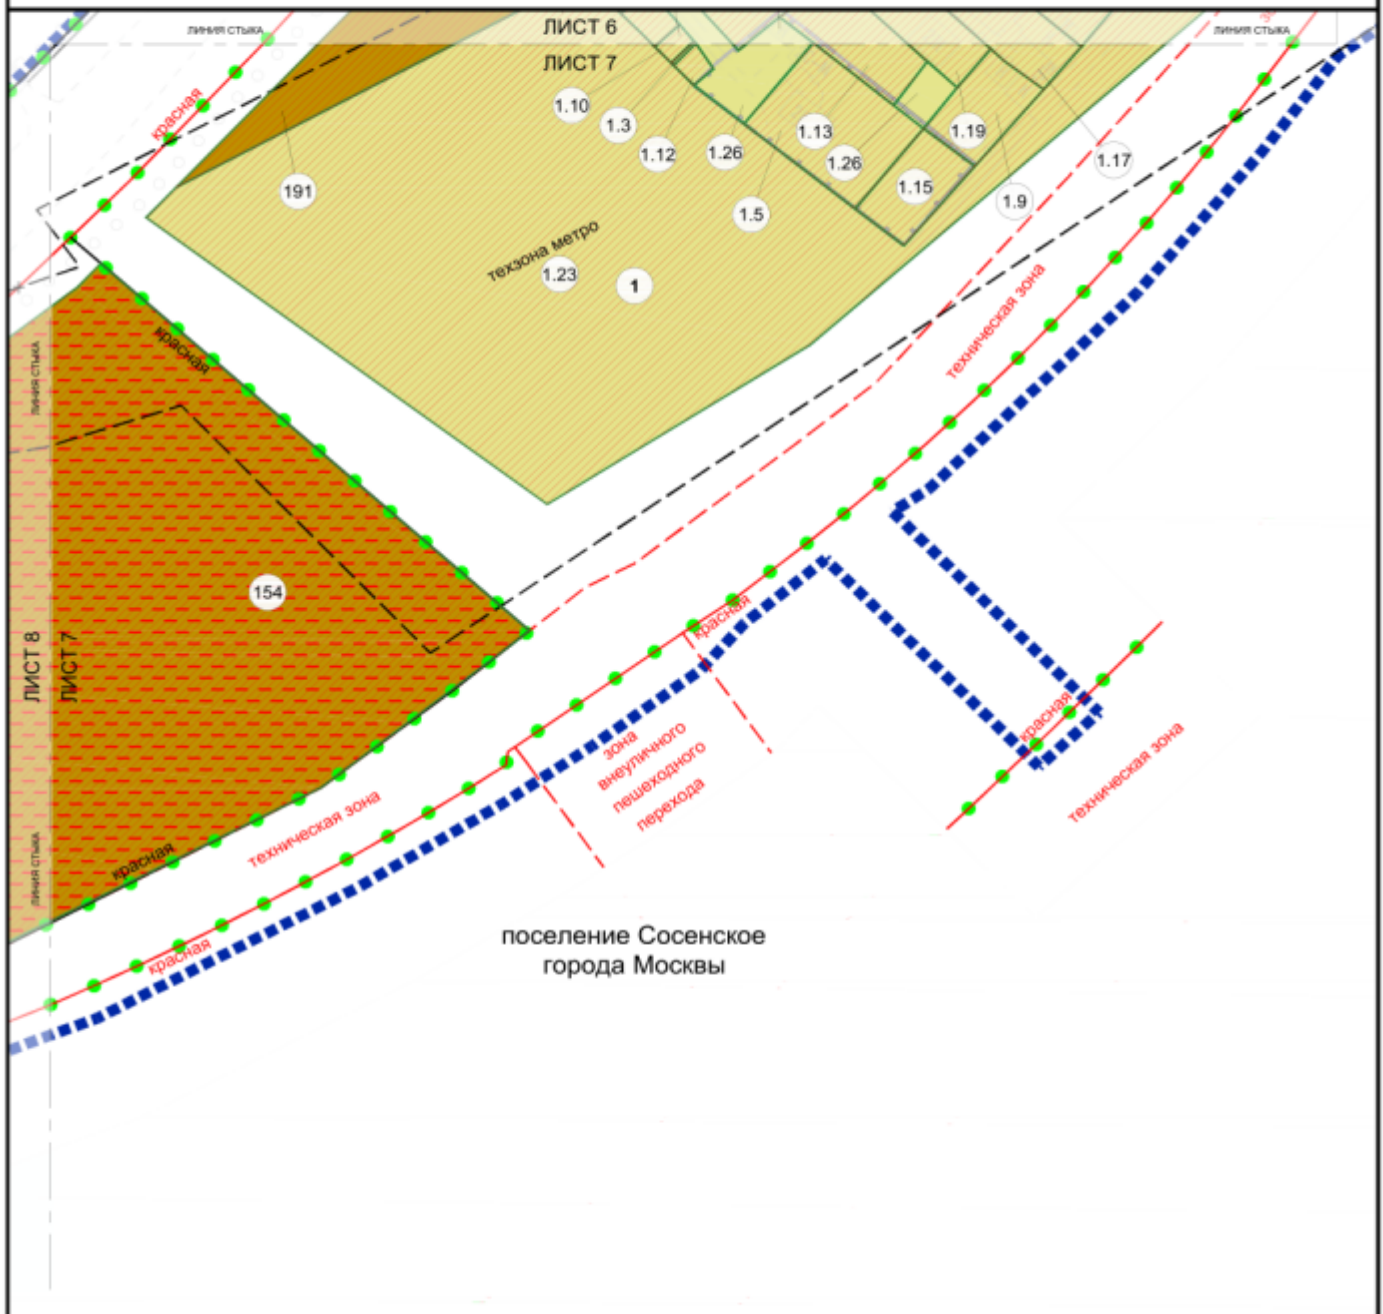 ЛИСТ 6
ЛИНИЯ СТЫКА
ЛИНИЯ СТЫКА
ЛИСТ 7
красная
1.10
1.3
1.12
1.26
1.13
1.26
1.19
1.15
1.17
1.9
1.5
191
техзона метро
1.23
1
техническая зона
красная
ЛИНИЯ СТЫКА
154
ЛИСТ 8
ЛИСТ 7
красная
красная
зона
внеуличного
пешеходного
перехода
техническая зона
техническая зона
красная
ЛИНИЯ СТЫКА
красная
поселение Сосенское
города Москвы